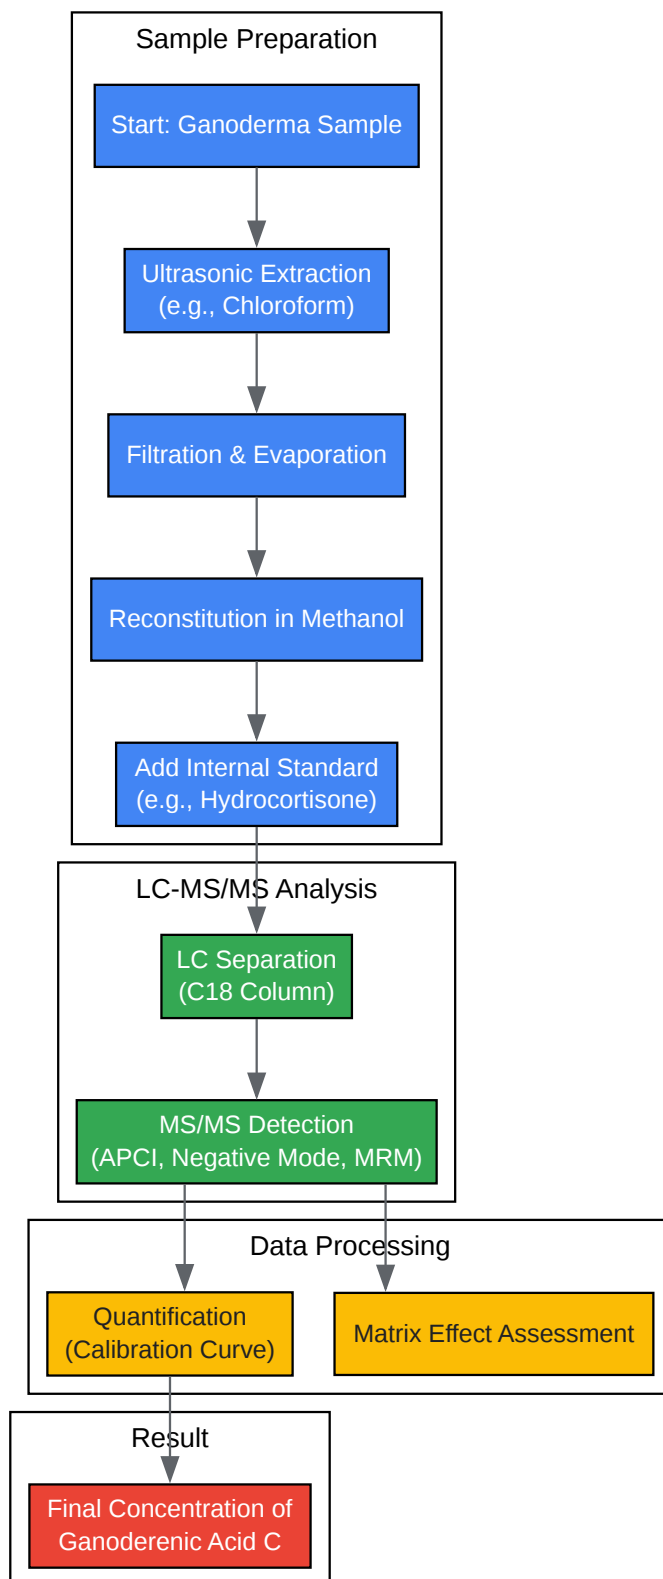 Sample Preparation
Start: Ganoderma Sample
Ultrasonic Extraction
(e.g., Chloroform)
Filtration & Evaporation
Reconstitution in Methanol
Add Internal Standard
(e.g., Hydrocortisone)
LC-MS/MS Analysis
LC Separation
(C18 Column)
MS/MS Detection
(APCI, Negative Mode, MRM)
Data Processing
Quantification
(Calibration Curve)
Matrix Effect Assessment
Result
Final Concentration of
Ganoderenic Acid C